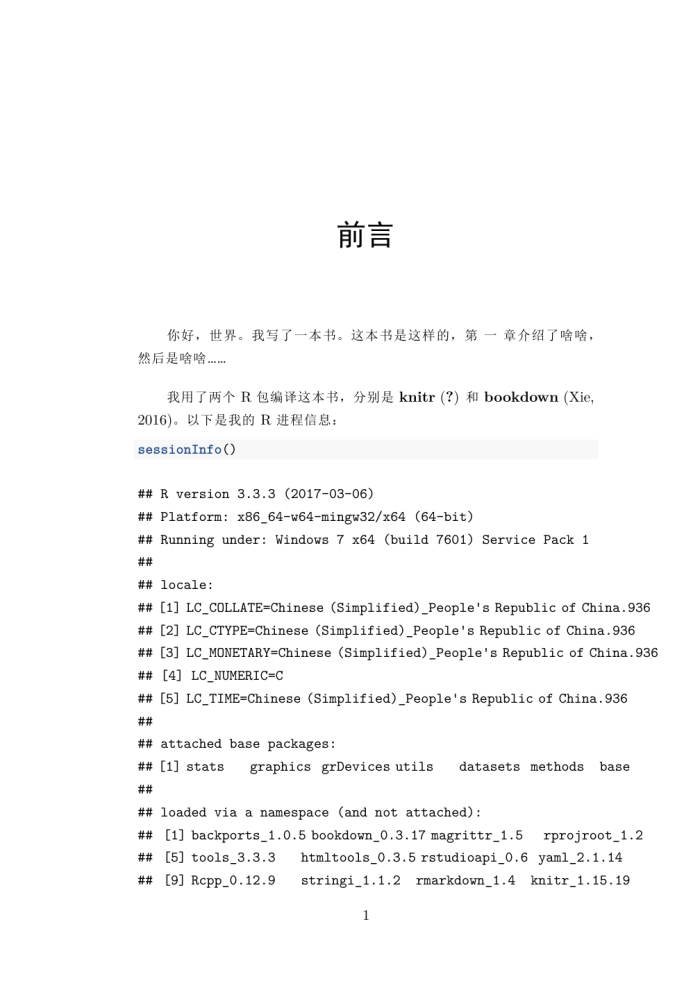 前言
你好，世界。我写了一本书。这本书是这样的，第 一 章介绍了啥啥，
然后是啥啥……
我用了两个 R 包编译这本书，分别是 knitr (?) 和 bookdown (Xie,
2016)。以下是我的 R 进程信息：
sessionInfo()
## R version 3.3.3 (2017-03-06)
## Platform: x86_64-w64-mingw32/x64 (64-bit)
## Running under: Windows 7 x64 (build 7601) Service Pack 1
##
## locale:
## [1] LC_COLLATE=Chinese (Simplified)_People's Republic of China.936
## [2] LC_CTYPE=Chinese (Simplified)_People's Republic of China.936
## [3] LC_MONETARY=Chinese (Simplified)_People's Republic of China.936
## [4] LC_NUMERIC=C
## [5] LC_TIME=Chinese (Simplified)_People's Republic of China.936
##
## attached base packages:
## [1] stats graphics grDevices utils datasets methods base
##
## loaded via a namespace (and not attached):
## [1] backports_1.0.5 bookdown_0.3.17 magrittr_1.5 rprojroot_1.2
## [5] tools_3.3.3 htmltools_0.3.5 rstudioapi_0.6 yaml_2.1.14
## [9] Rcpp_0.12.9 stringi_1.1.2 rmarkdown_1.4 knitr_1.15.19
1